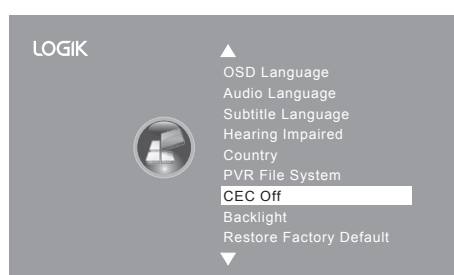 LOGIK
OSD Language
Audio Language
Subtitle Language
Hearing Impaired
Country
PVR File System
CEC Off
Backlight
Restore Factory Default